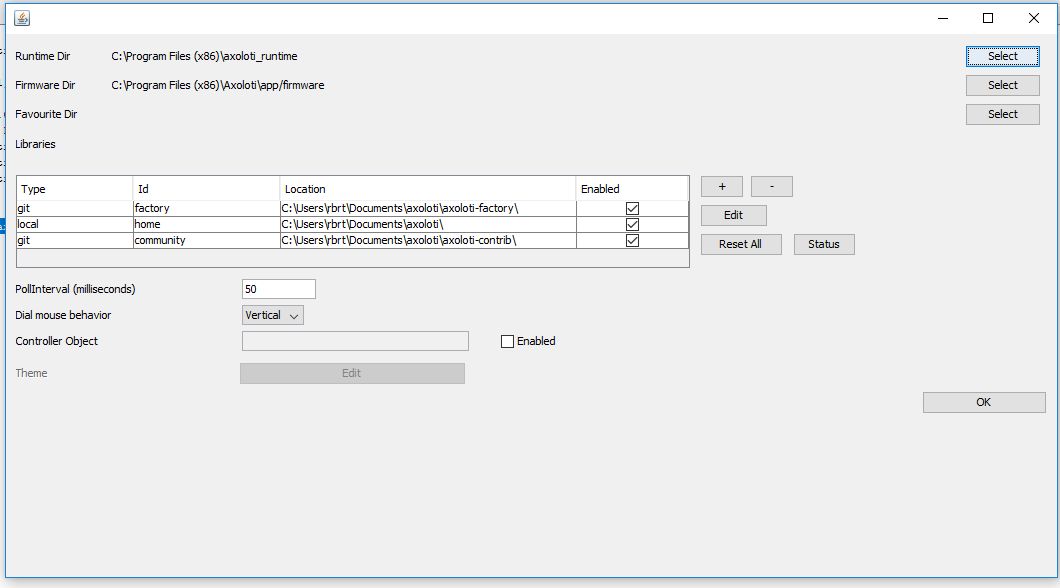 Runtime Dir C:\Program Files (x86)\axoloti_runtime Select
Firmware Dir C:\Program Files (x86)\Axoloti\app/firmware Select
Favourite Dir Select
Libraries
Type Id Location Enabled + -
git factory C:\Users\rbrt\Documents\axoloti\axoloti-factory\
local home C:\Users\rbrt\Documents\axoloti\
git community C:\Users\rbrt\Documents\axoloti\axoloti-contrib\
Edit
Reset All Status
PollInterval (milliseconds) 50
Dial mouse behavior Vertical
Controller Object Enabled
Theme Edit
OK